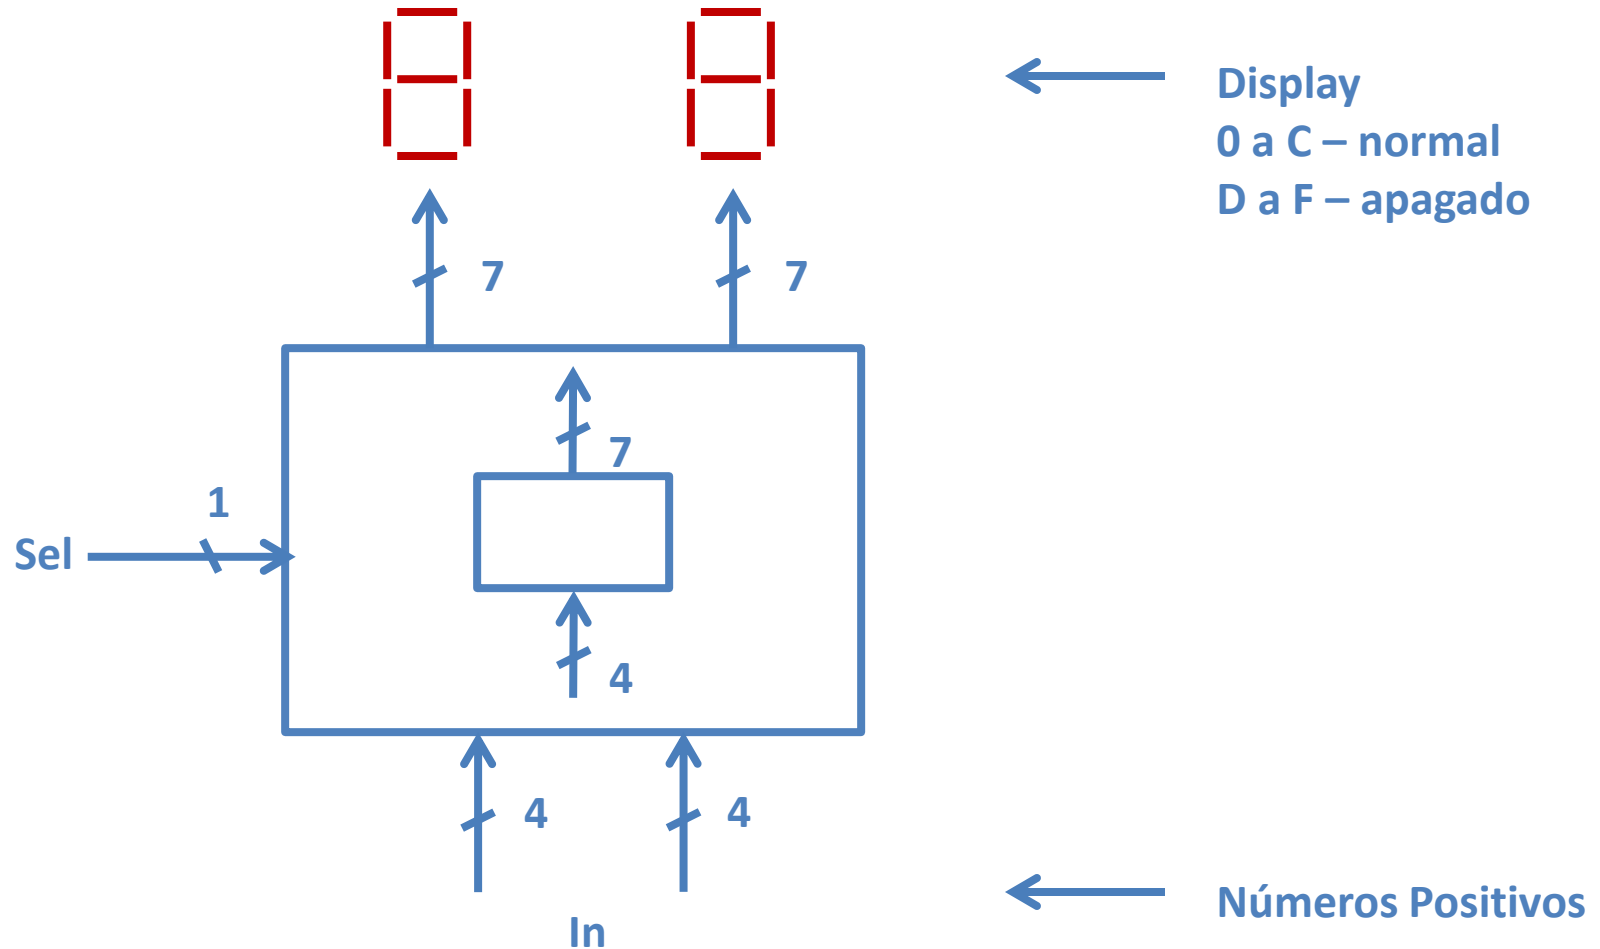 Display
0 a C – normal
D a F – apagado
7
7
7
1
Sel
4
4
4
Números Positivos
In